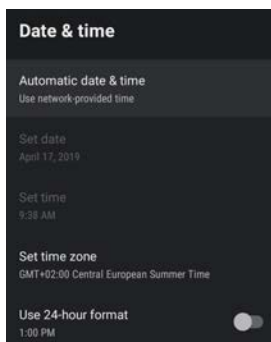 Date & time
Automatic date & time
Use network-provided time
Set date
April 17, 2019
Set time
9:38 AM
Set time zone
GMT+02:00 Central European Summer Time
Use 24-hour format
1:00 PM